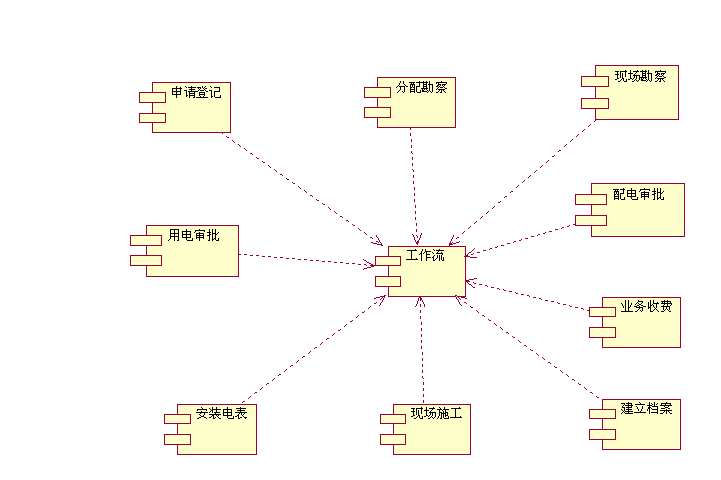 申请登记
分配勘察
现场勘察
用电审批
配电审批
工作流
业务收费
安装电表
现场施工
建立档案